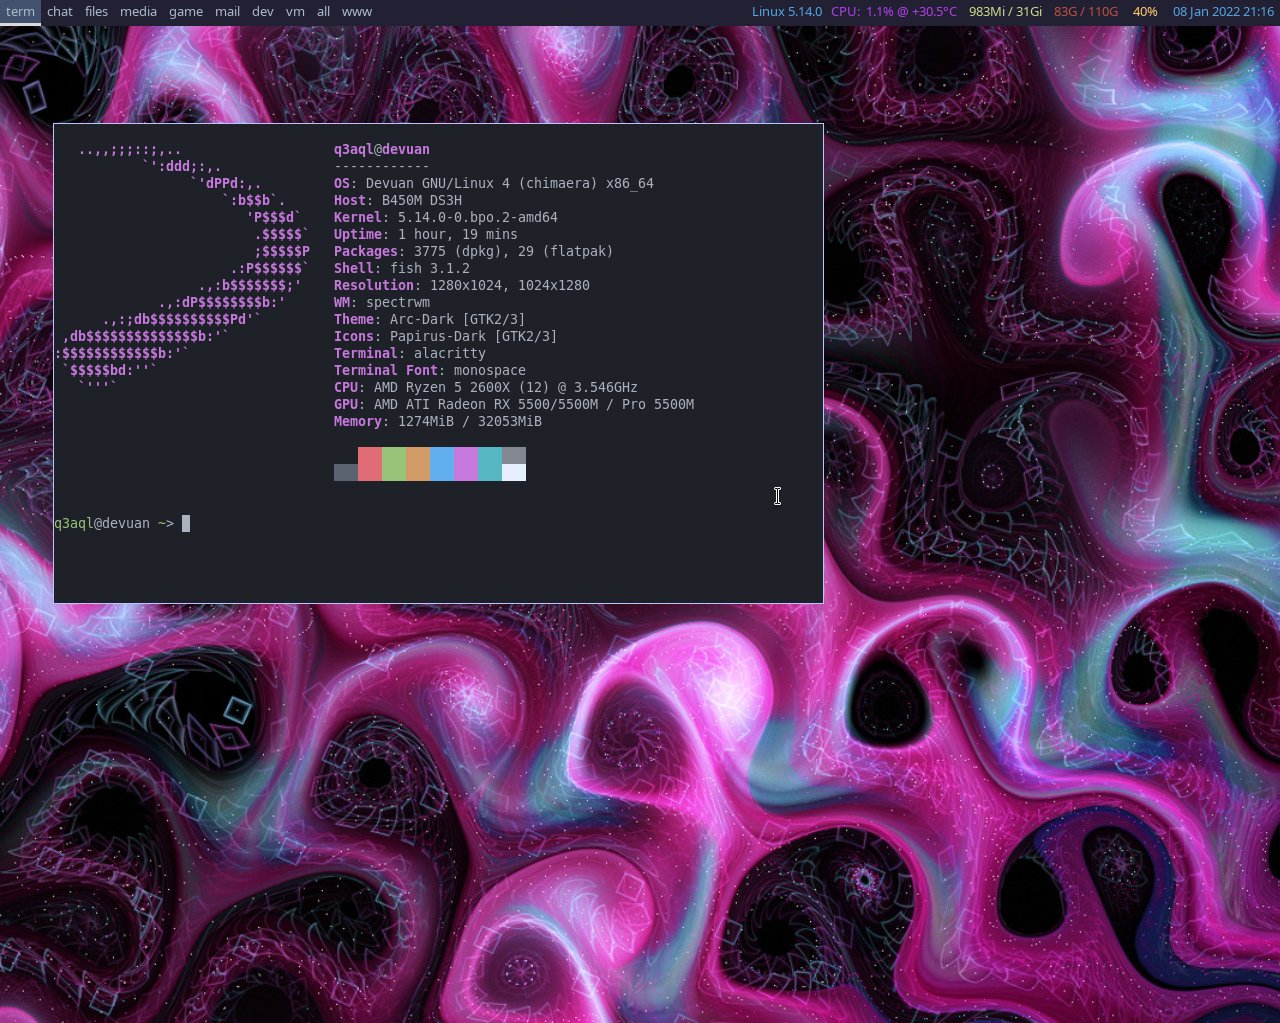 term chat files media game mail dev vm all www Linux 5.14.0 CPU: 1.1% @ +30.5°C 983Mi / 31Gi 83G / 110G 40% 08 Jan 2022 21:16
..,,;;;::;,.. q3aql@devuan
`':ddd;:,. ------------
`'dPPd:,. OS: Devuan GNU/Linux 4 (chimaera) x86_64
`:b$$b`. Host: B450M DS3H
'P$$$d` Kernel: 5.14.0-0.bpo.2-amd64
.$$$$$` Uptime: 1 hour, 19 mins
;$$$$$P Packages: 3775 (dpkg), 29 (flatpak)
.:P$$$$$$` Shell: fish 3.1.2
.,:b$$$$$$$;' Resolution: 1280x1024, 1024x1280
.,:dP$$$$$$$$b:' WM: spectrwm
.,:;db$$$$$$$$$$Pd'` Theme: Arc-Dark [GTK2/3]
,db$$$$$$$$$$$$$$b:'` Icons: Papirus-Dark [GTK2/3]
:$$$$$$$$$$$$b:'` Terminal: alacritty
`$$$$$bd:''` Terminal Font: monospace
`'''` CPU: AMD Ryzen 5 2600X (12) @ 3.546GHz
GPU: AMD ATI Radeon RX 5500/5500M / Pro 5500M
Memory: 1274MiB / 32053MiB
q3aql@devuan ~>